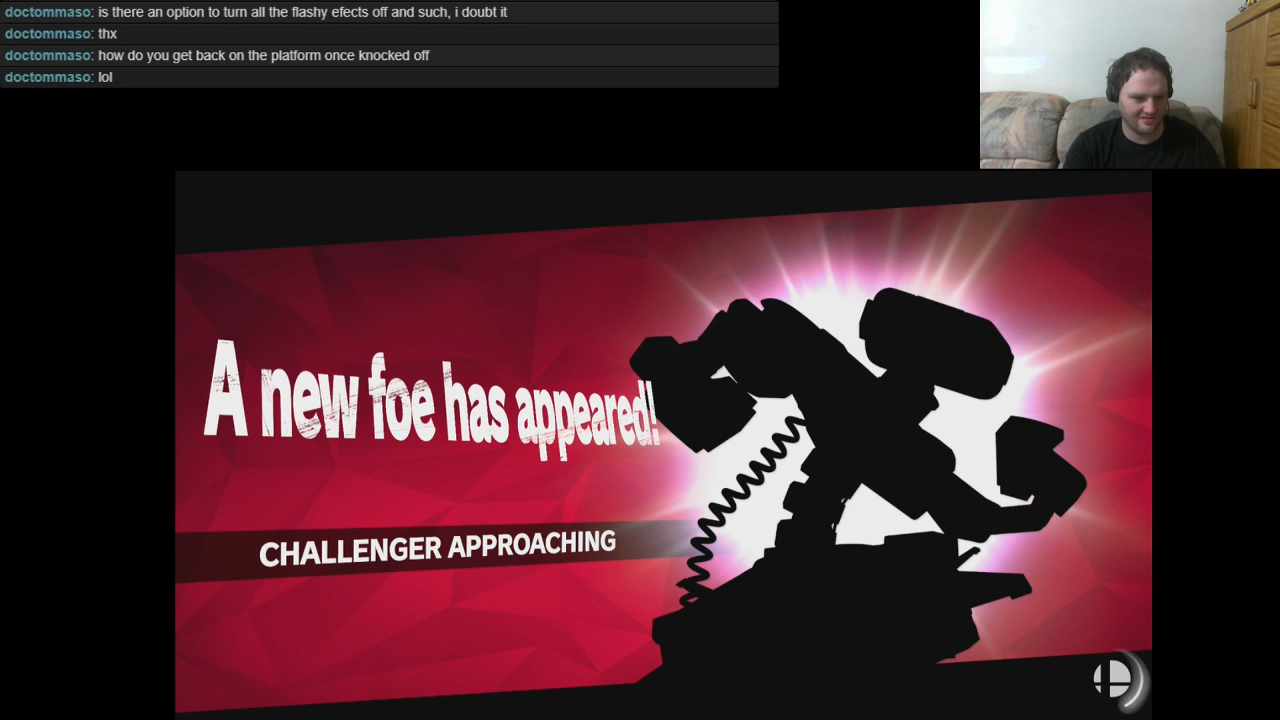 doctommaso: is there an option to turn all the flashy efects off and such, i doubt it
doctommaso: thx
doctommaso: how do you get back on the platform once knocked off
doctommaso: lol
A new foe has appeared!
CHALLENGER APPROACHING